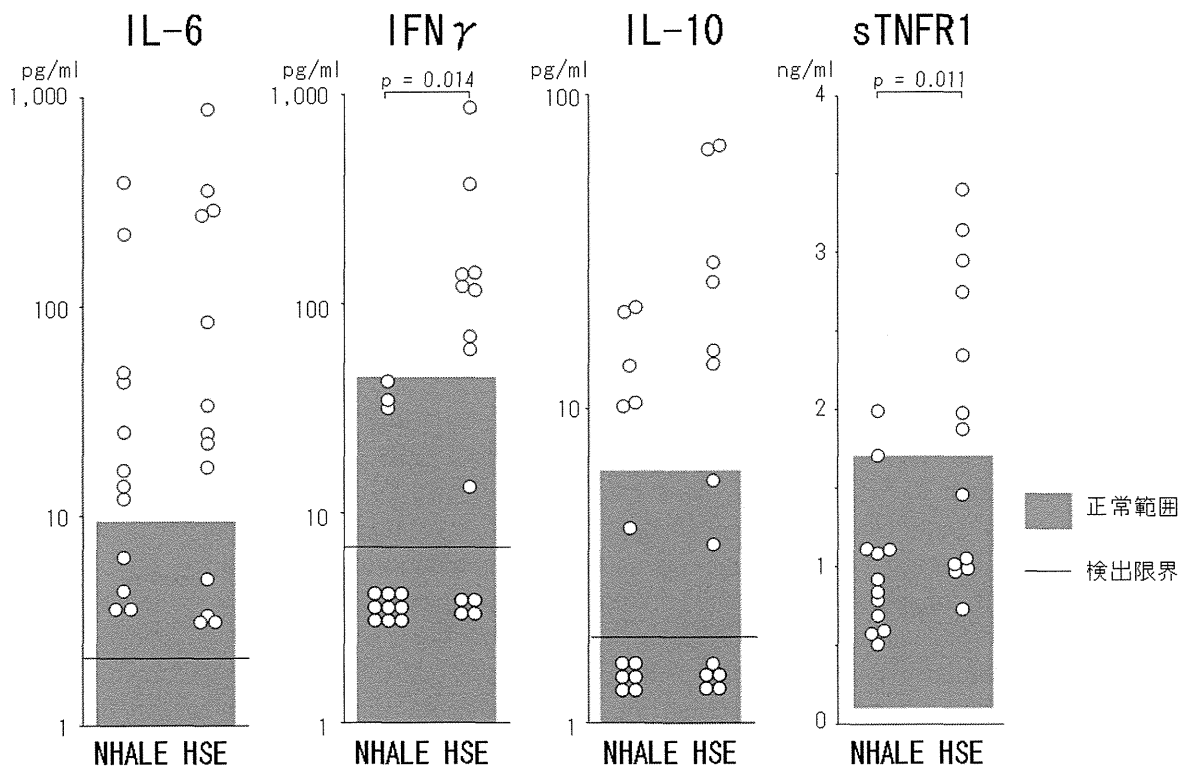 IL-6
pg/ml
1,000
100
10
1
NHALE HSE
IFNγ
pg/ml
p = 0.014
1,000
100
10
1
NHALE HSE
IL-10
pg/ml
100
10
1
NHALE HSE
sTNFR1
ng/ml
p = 0.011
4
3
2
1
0
NHALE HSE
正常範囲
検出限界